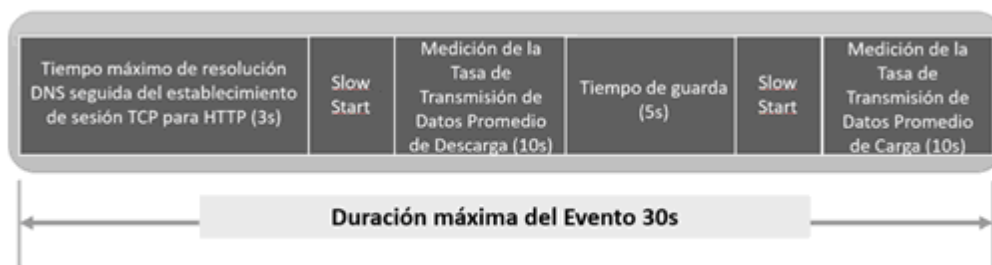 Tiempo máximo de resolución
DNS seguida del establecimiento
de sesión TCP para HTTP (3s)
Slow
Start
Medición de la
Tasa de
Transmisión de
Datos Promedio
de Descarga (10s)
Tiempo de guarda
(5s)
Slow
Start
Medición de la
Tasa de
Transmisión de
Datos Promedio
de Carga (10s)
Duración máxima del Evento 30s